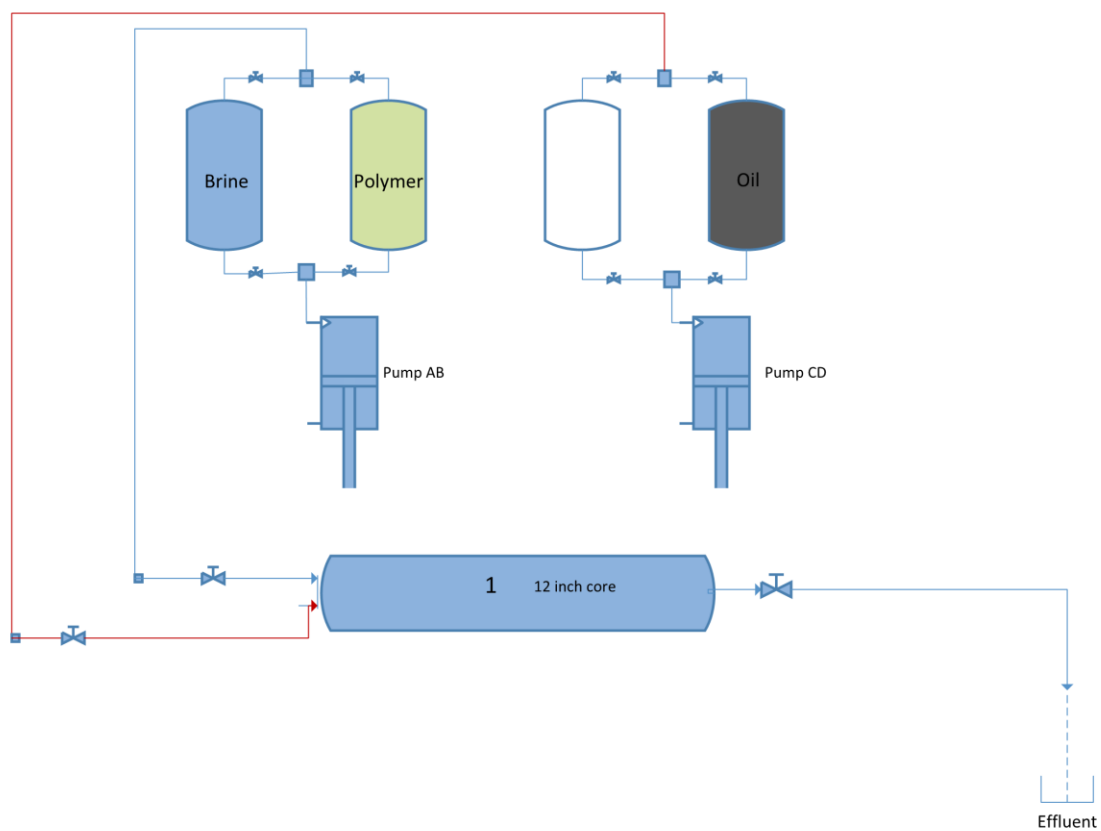 Brine
Polymer
Oil
Pump AB
Pump CD
1
12 inch core
Effluent